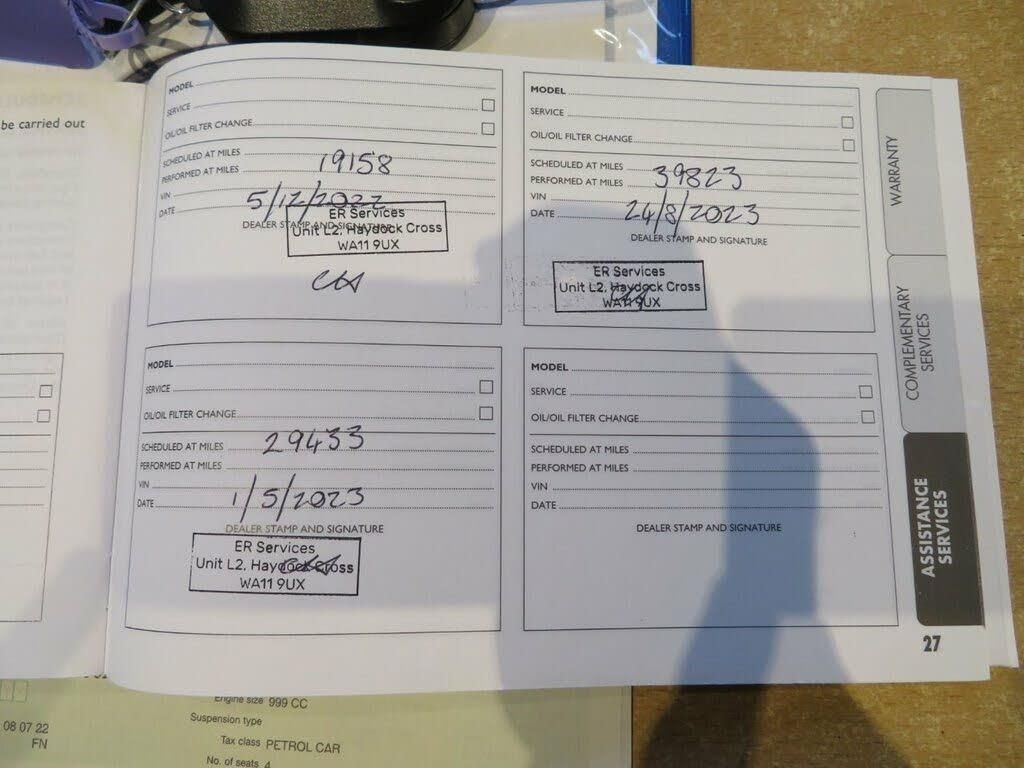 be carried out
MODEL
SERVICE
OIL/OIL FILTER CHANGE
SCHEDULED AT MILES
PERFORMED AT MILES 19158
VIN
DATE 5/12/2022
DEALER STAMP AND SIGNATURE
ER Services
Unit L2, Haydock Cross
WA11 9UX
MODEL
SERVICE
OIL/OIL FILTER CHANGE
SCHEDULED AT MILES
PERFORMED AT MILES 39823
VIN
DATE 24/8/2023
DEALER STAMP AND SIGNATURE
ER Services
Unit L2, Haydock Cross
WA11 9UX
MODEL
SERVICE
OIL/OIL FILTER CHANGE
SCHEDULED AT MILES 29433
PERFORMED AT MILES
VIN
DATE 1/5/2023
DEALER STAMP AND SIGNATURE
ER Services
Unit L2, Haydock Cross
WA11 9UX
MODEL
SERVICE
OIL/OIL FILTER CHANGE
SCHEDULED AT MILES
PERFORMED AT MILES
VIN
DATE
DEALER STAMP AND SIGNATURE
WARRANTY
COMPLEMENTARY
SERVICES
ASSISTANCE
SERVICES
27
08 07 22
FN
Engine size 999 CC
Suspension type
Tax class PETROL CAR
No. of seats 4